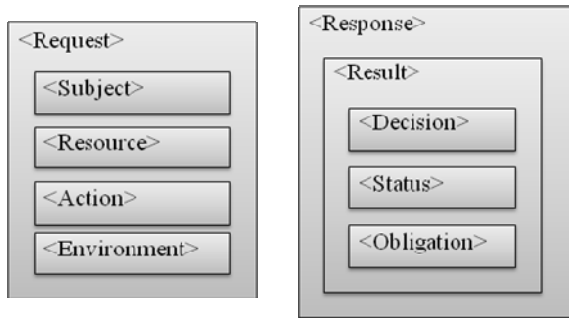 <Request>
<Subject>
<Resource>
<Action>
<Environment>
<Response>
<Result>
<Decision>
<Status>
<Obligation>